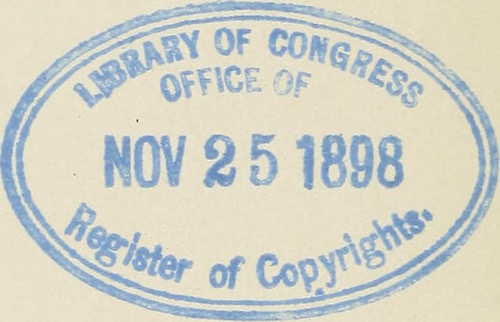 LIBRARY OF CONGRESS
OFFICE OF
NOV 25 1898
Register of Copyrights.